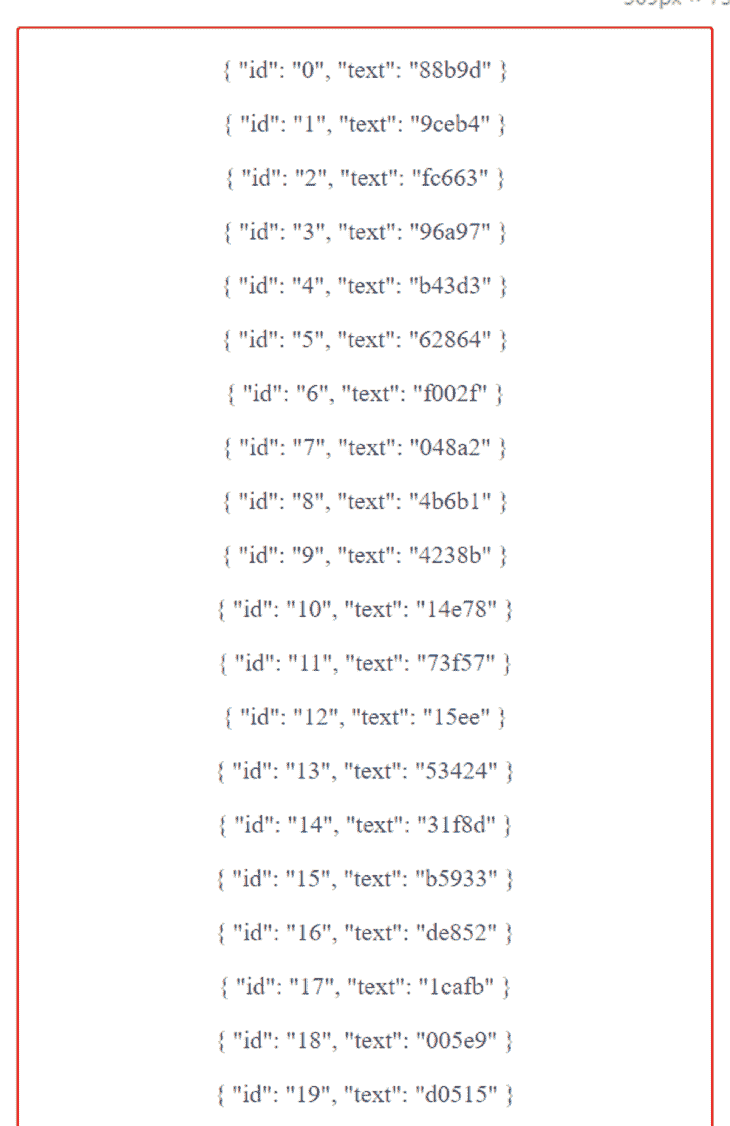 { "id": "0", "text": "88b9d" }
{ "id": "1", "text": "9ceb4" }
{ "id": "2", "text": "fc663" }
{ "id": "3", "text": "96a97" }
{ "id": "4", "text": "b43d3" }
{ "id": "5", "text": "62864" }
{ "id": "6", "text": "f002f" }
{ "id": "7", "text": "048a2" }
{ "id": "8", "text": "4b6b1" }
{ "id": "9", "text": "4238b" }
{ "id": "10", "text": "14e78" }
{ "id": "11", "text": "73f57" }
{ "id": "12", "text": "15ee" }
{ "id": "13", "text": "53424" }
{ "id": "14", "text": "31f8d" }
{ "id": "15", "text": "b5933" }
{ "id": "16", "text": "de852" }
{ "id": "17", "text": "1cafb" }
{ "id": "18", "text": "005e9" }
{ "id": "19", "text": "d0515" }